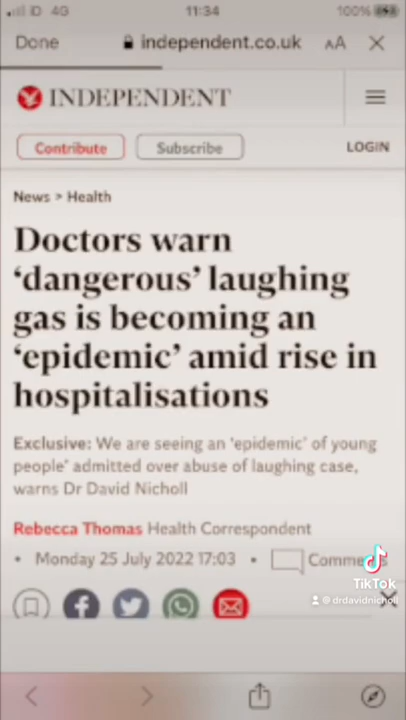 iD 4G 11:34 100%
Done independent.co.uk AA
INDEPENDENT
Contribute Subscribe LOGIN
News > Health
Doctors warn
‘dangerous’ laughing
gas is becoming an
‘epidemic’ amid rise in
hospitalisations
Exclusive: We are seeing an ‘epidemic’ of young
people’ admitted over abuse of laughing case,
warns Dr David Nicholl
Rebecca Thomas Health Correspondent
• Monday 25 July 2022 17:03 •
TikTok
@drdavidnicholl